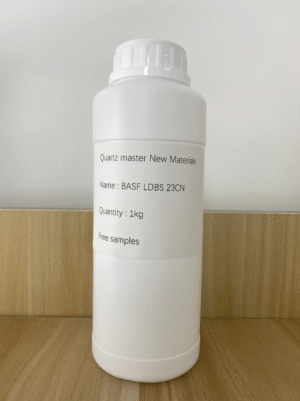 Quartz master New Materials
Name : BASF LDBS 23CN
Quantity : 1kg
Free samples